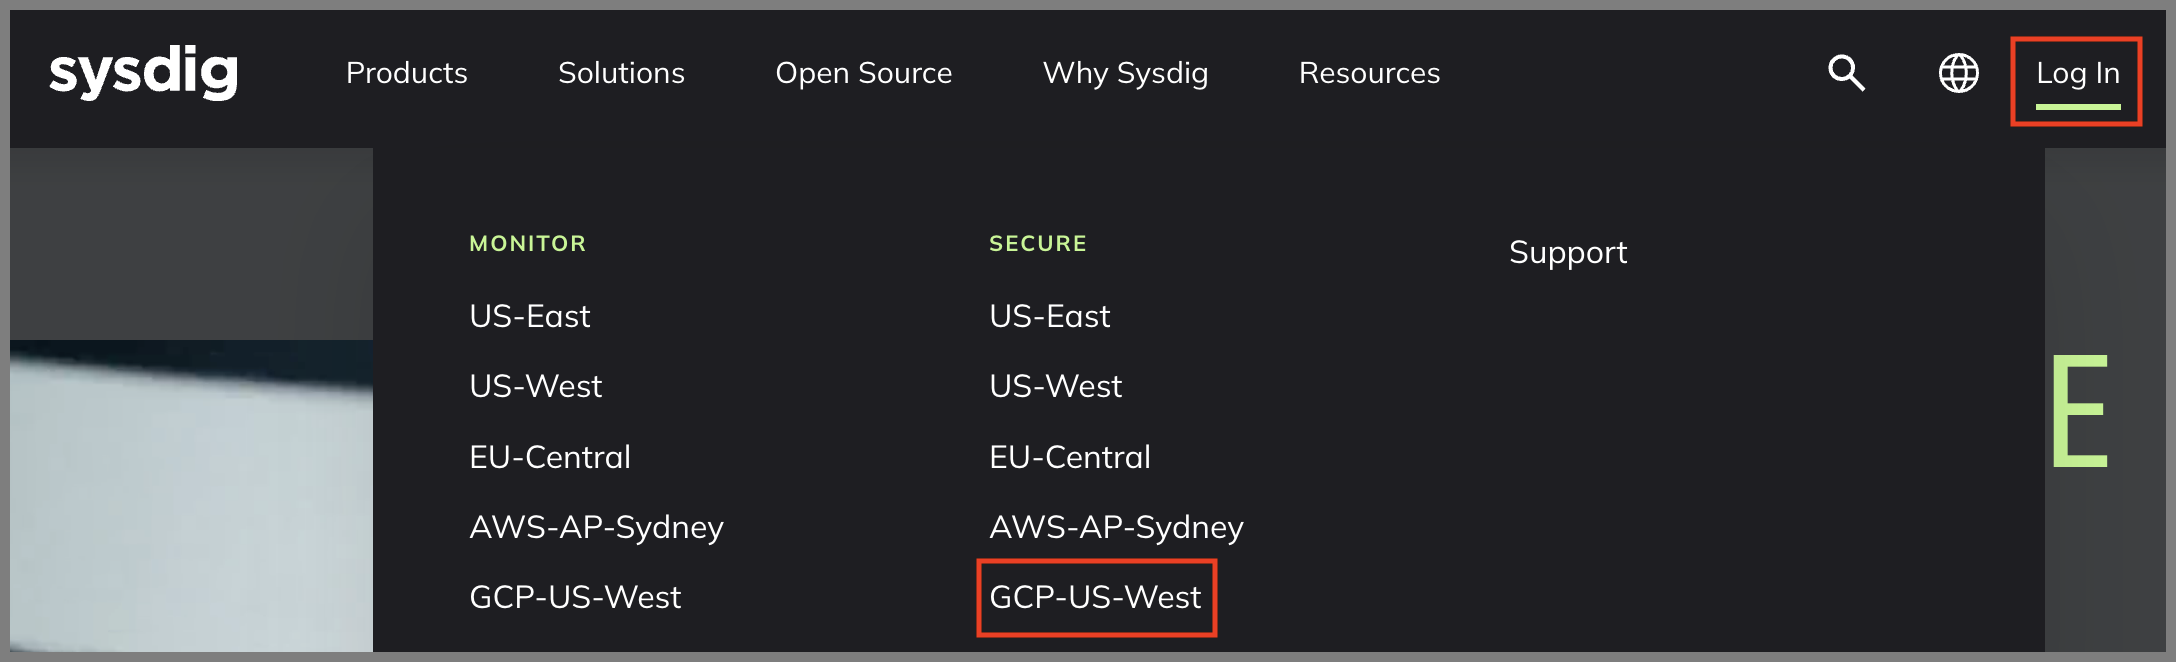 sysdig Products Solutions Open Source Why Sysdig Resources Log In
MONITOR
US-East
US-West
EU-Central
AWS-AP-Sydney
GCP-US-West
SECURE
US-East
US-West
EU-Central
AWS-AP-Sydney
GCP-US-West
Support
E